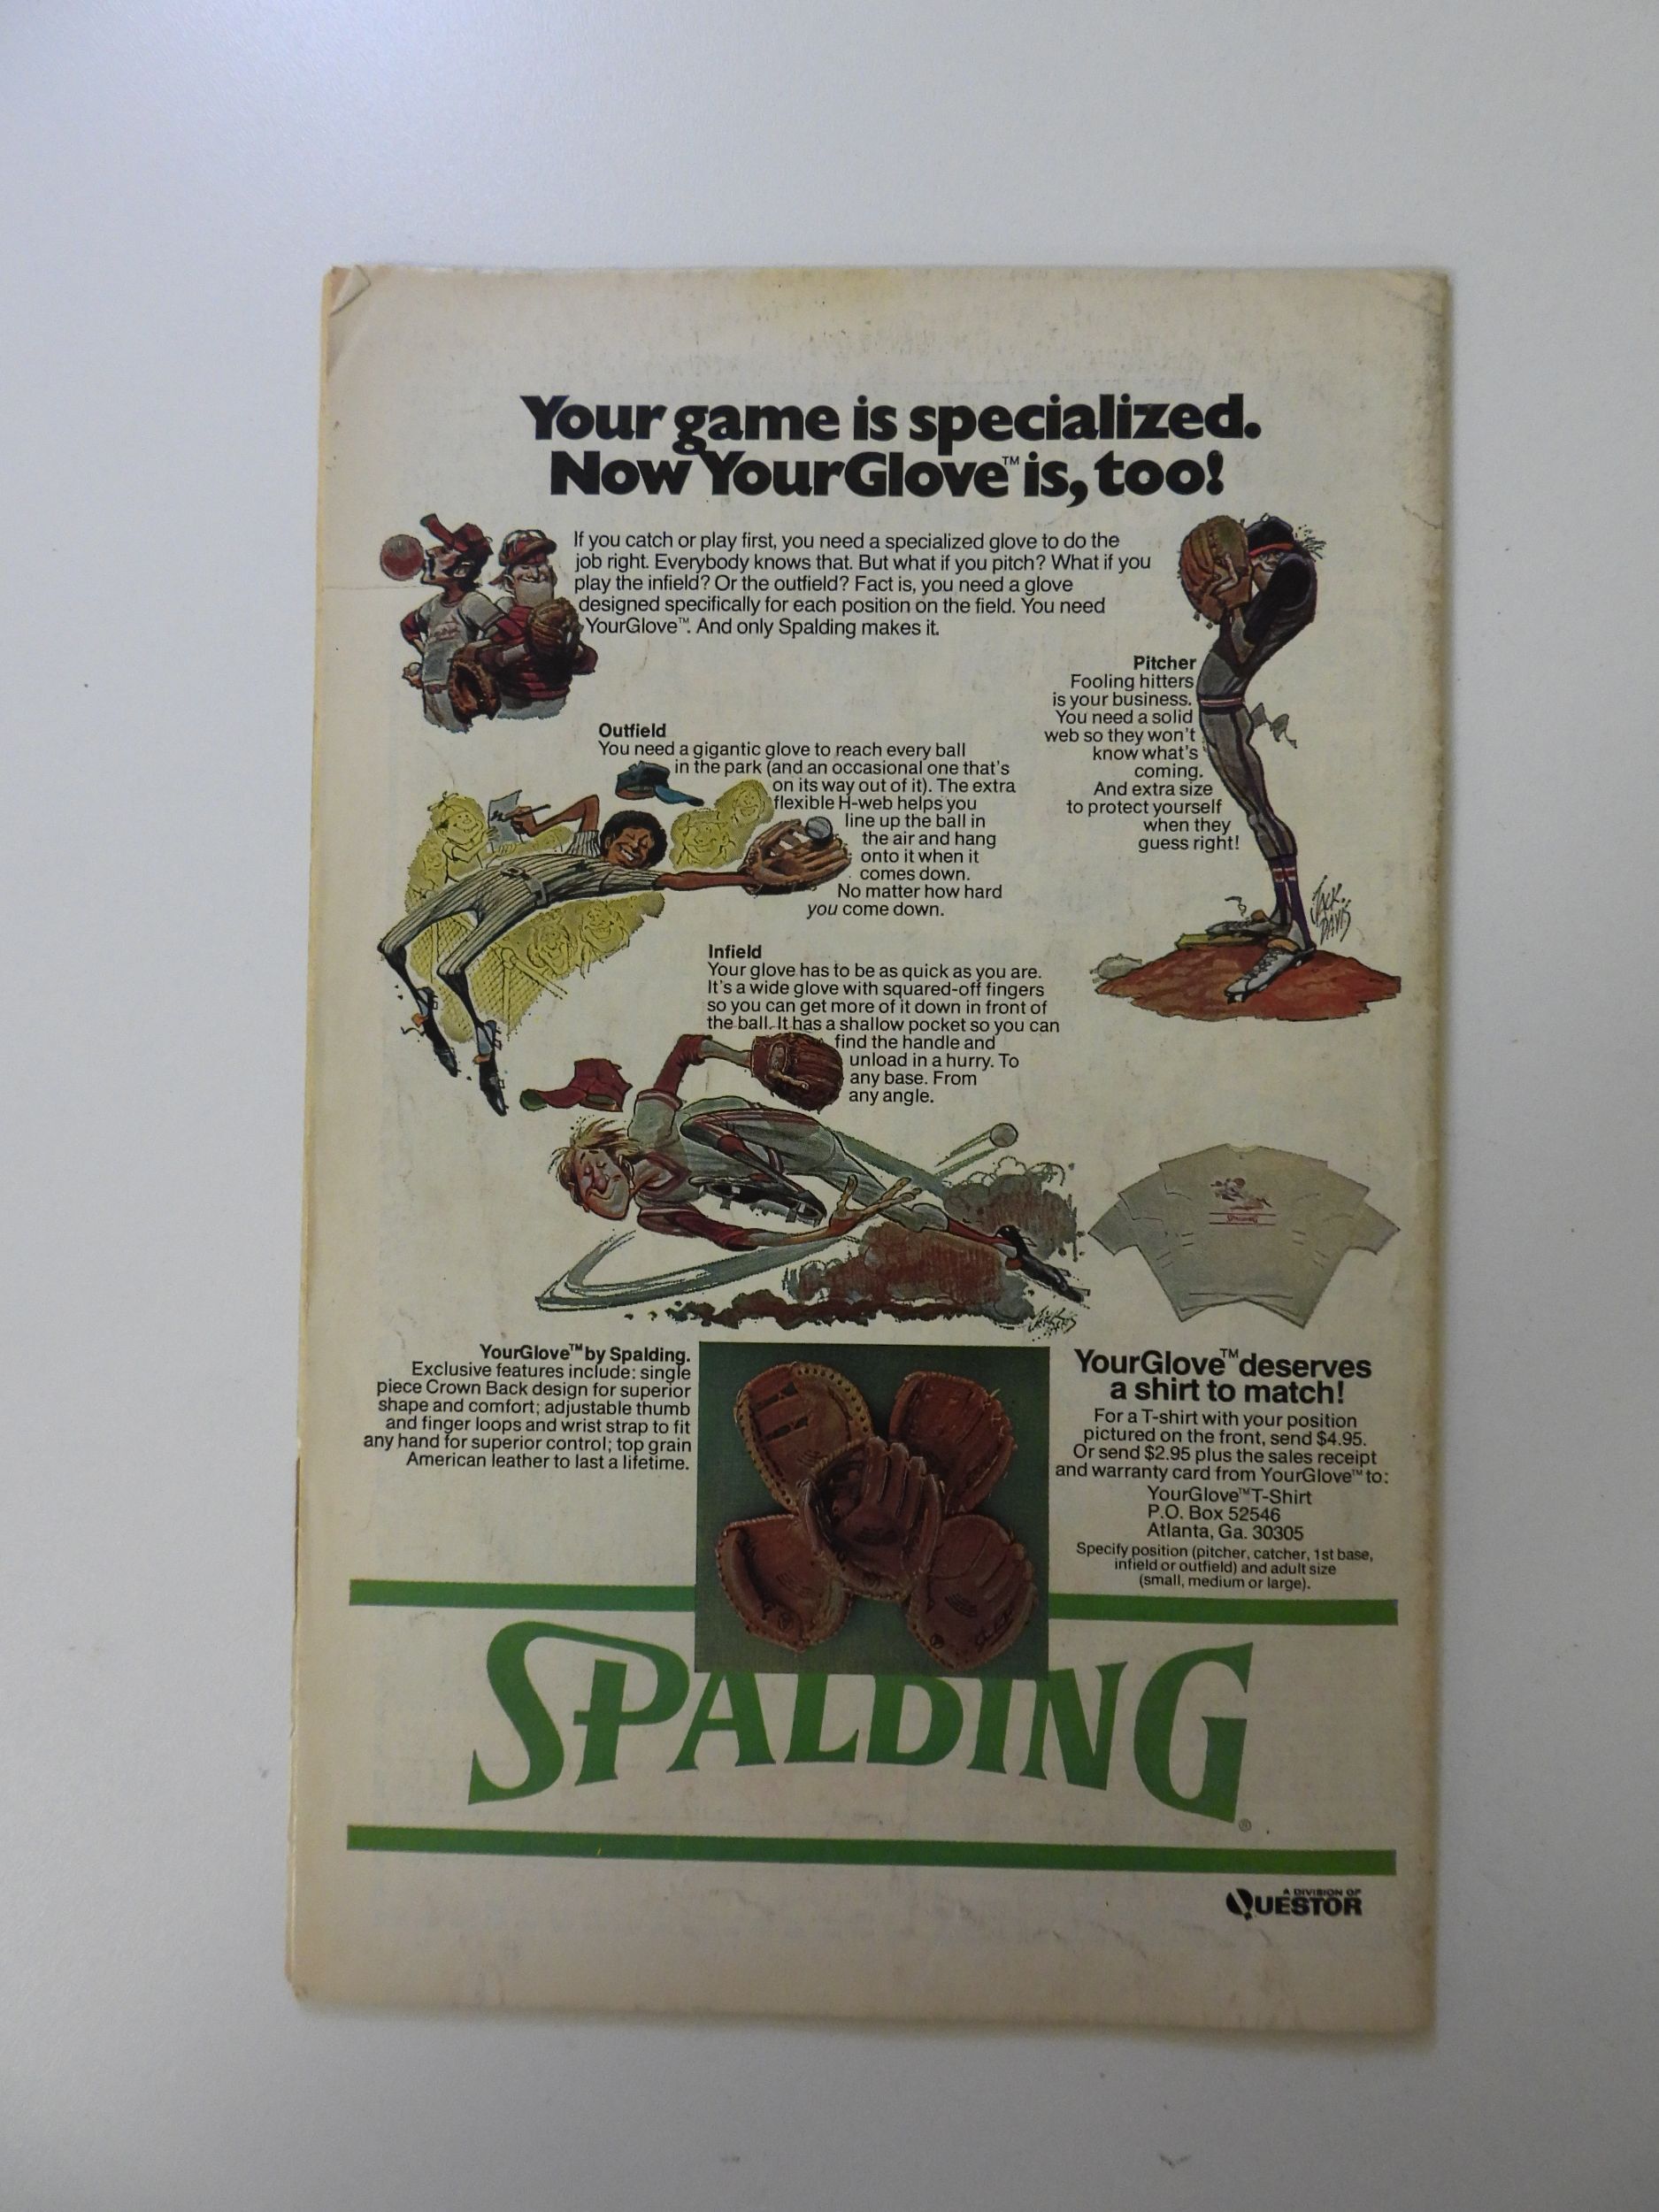 Your game is specialized.
Now YourGlove™ is, too!
If you catch or play first, you need a specialized glove to do the
job right. Everybody knows that. But what if you pitch? What if you
play the infield? Or the outfield? Fact is, you need a glove
designed specifically for each position on the field. You need
YourGlove™. And only Spalding makes it.
Pitcher
Fooling hitters
is your business.
You need a solid
web so they won't
know what's
coming.
And extra size
to protect yourself
when they
guess right!
JACK
DAVIS
Outfield
You need a gigantic glove to reach every ball
in the park (and an occasional one that's
on its way out of it). The extra
flexible H-web helps you
line up the ball in
the air and hang
onto it when it
comes down.
No matter how hard
you come down.
Infield
Your glove has to be as quick as you are.
It's a wide glove with squared-off fingers
so you can get more of it down in front of
the ball. It has a shallow pocket so you can
find the handle and
unload in a hurry. To
any base. From
any angle.
Spalding
YourGlove™ by Spalding.
Exclusive features include: single
piece Crown Back design for superior
shape and comfort; adjustable thumb
and finger loops and wrist strap to fit
any hand for superior control; top grain
American leather to last a lifetime.
YourGlove™ deserves
a shirt to match!
For a T-shirt with your position
pictured on the front, send $4.95.
Or send $2.95 plus the sales receipt
and warranty card from YourGlove™ to:
YourGlove™ T-Shirt
P.O. Box 52546
Atlanta, Ga. 30305
Specify position (pitcher, catcher, 1st base,
infield or outfield) and adult size
(small, medium or large).
SPALDING®
A DIVISION OF
QUESTOR